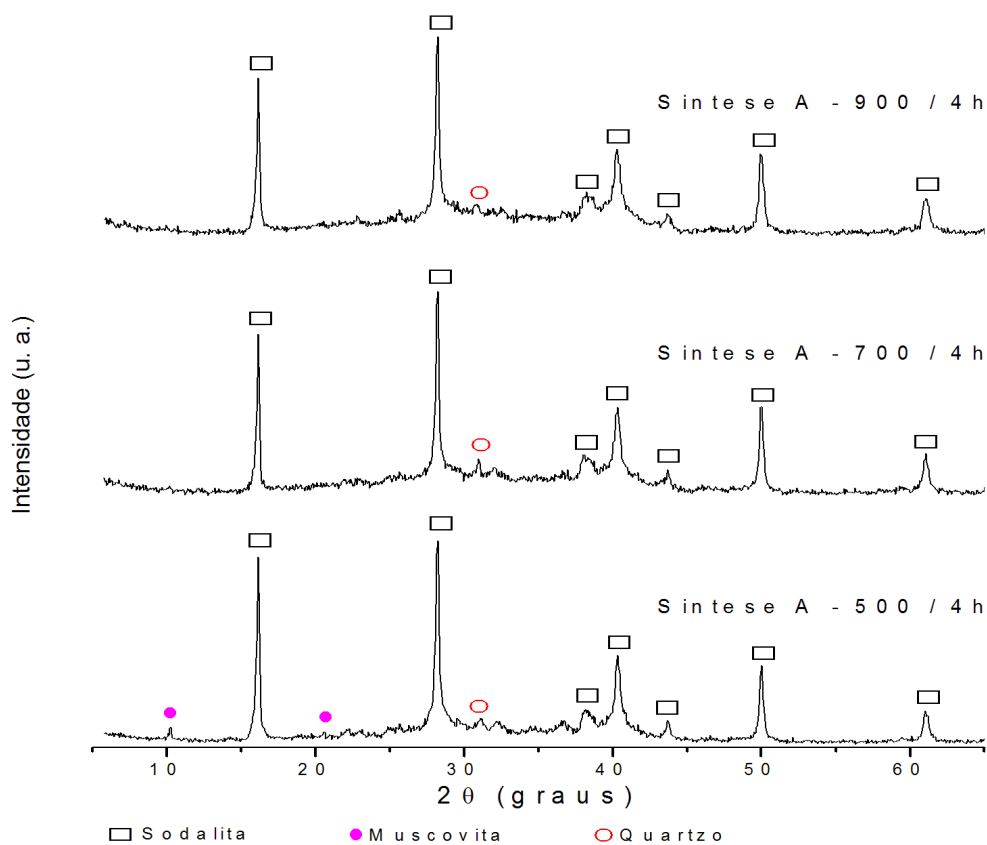 Sintese A - 900 / 4h
Sintese A - 700 / 4h
Sintese A - 500 / 4h
Intensidade (u. a.)
10 20 30 40 50 60
2 θ (graus)
Sodalita Muscovita Quartzo